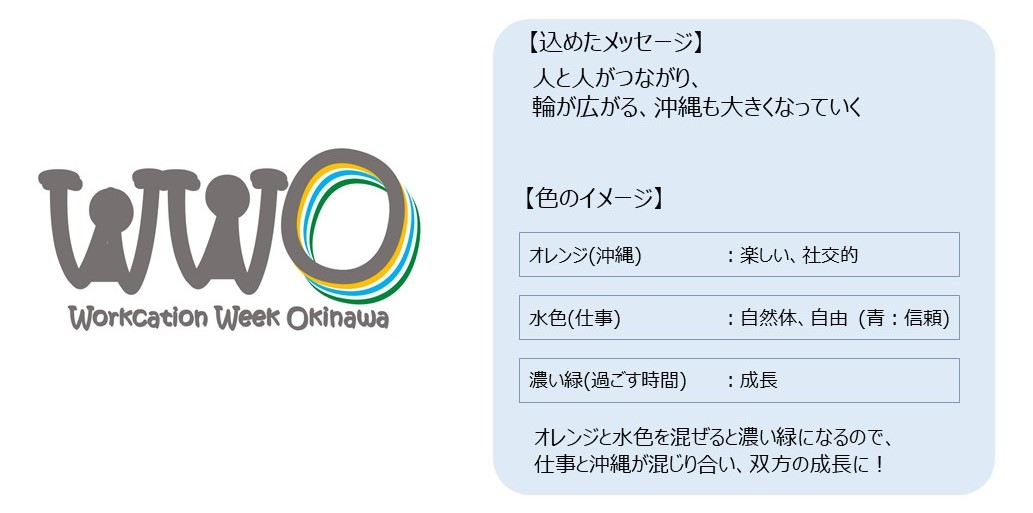 WWO
Workcation Week Okinawa
【込めたメッセージ】
人と人がつながり、
輪が広がる、沖縄も大きくなっていく
【色のイメージ】
オレンジ(沖縄) ：楽しい、社交的
水色(仕事) ：自然体、自由 (青：信頼)
濃い緑(過ごす時間) ：成長
オレンジと水色を混ぜると濃い緑になるので、
仕事と沖縄が混じり合い、双方の成長に！